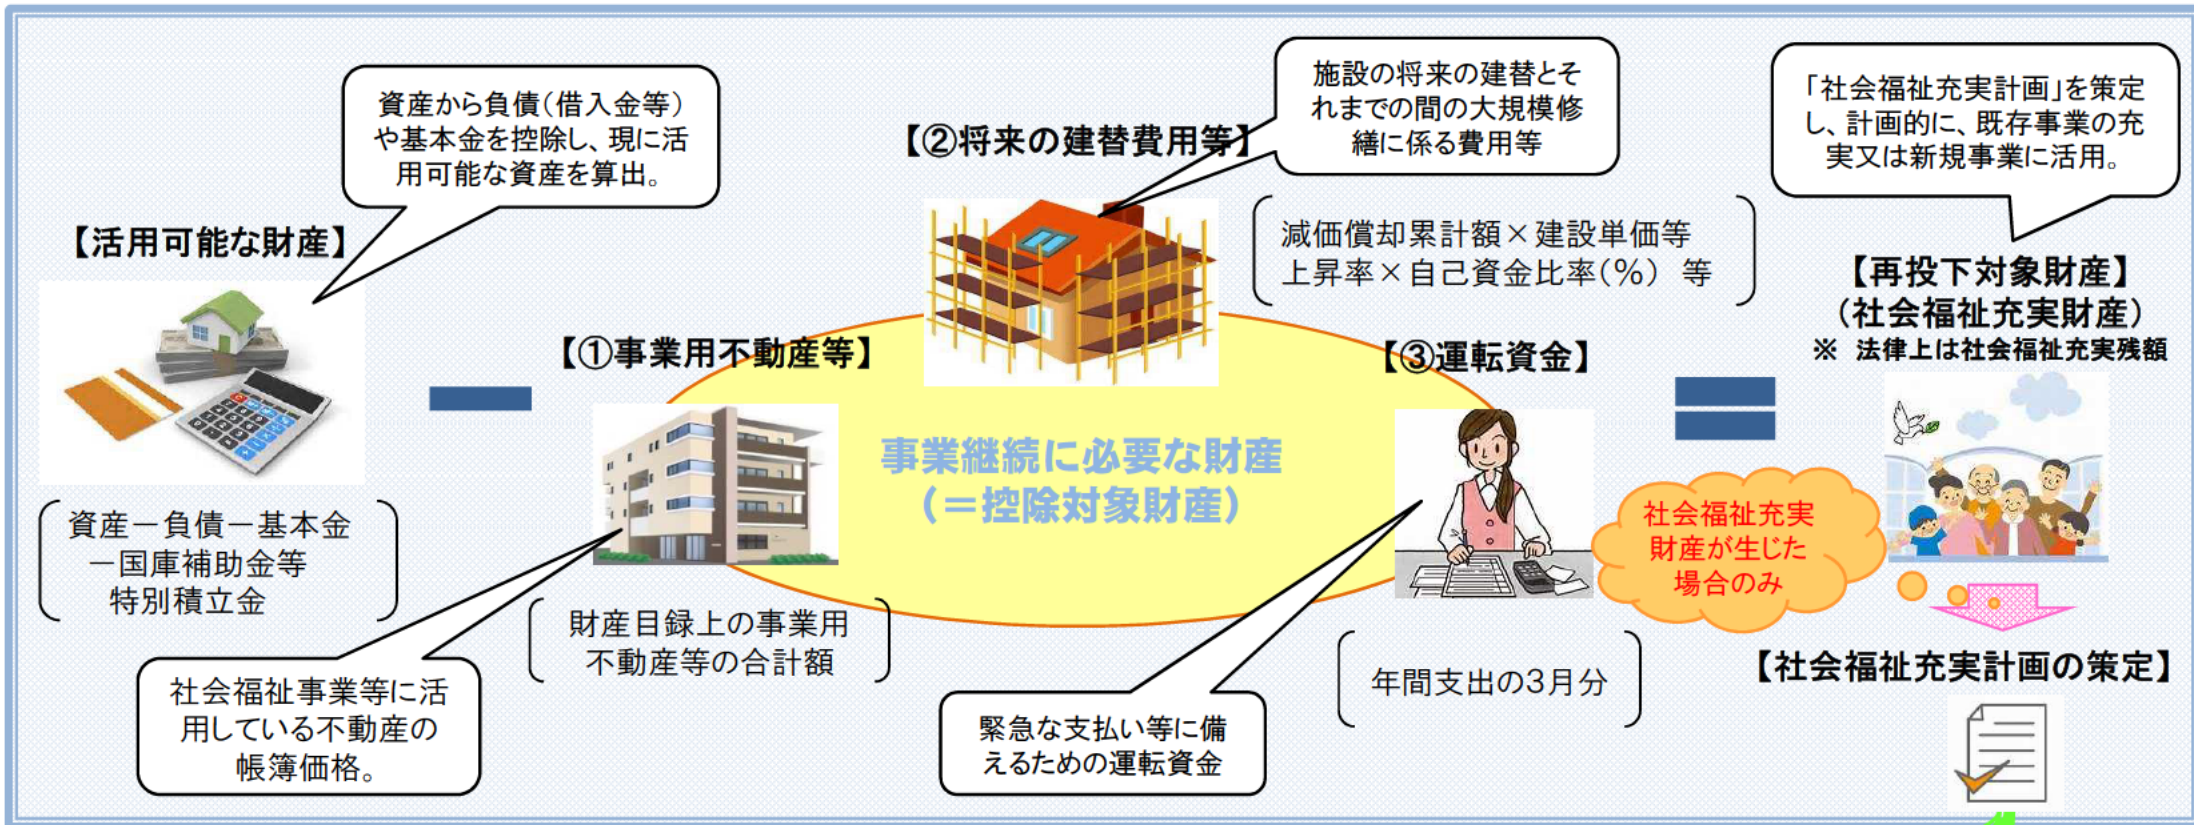 資産から負債（借入金等）
や基本金を控除し、現に活
用可能な資産を算出。
【活用可能な財産】
資産－負債－基本金
－国庫補助金等
特別積立金
【①事業用不動産等】
財産目録上の事業用
不動産等の合計額
社会福祉事業等に活
用している不動産の
帳簿価格。
【②将来の建替費用等】
施設の将来の建替とそ
れまでの間の大規模修
繕に係る費用等
減価償却累計額×建設単価等
上昇率×自己資金比率（％） 等
事業継続に必要な財産
（＝控除対象財産）
【③運転資金】
年間支出の3月分
緊急な支払い等に備
えるための運転資金
「社会福祉充実計画」を策定
し、計画的に、既存事業の充
実又は新規事業に活用。
【再投下対象財産】
（社会福祉充実財産）
※ 法律上は社会福祉充実残額
社会福祉充実
財産が生じた
場合のみ
【社会福祉充実計画の策定】